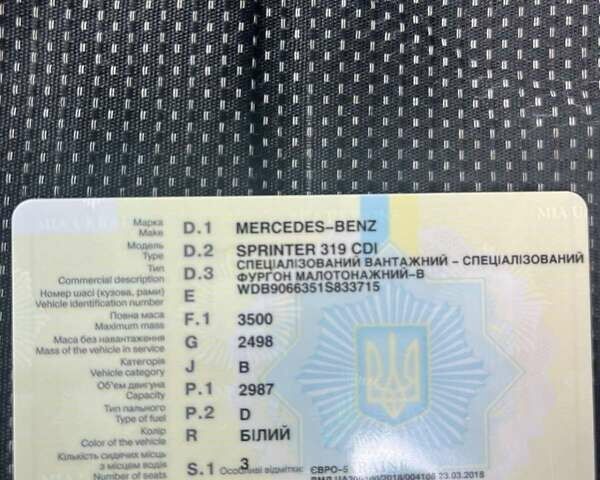 Марка D.1 MERCEDES-BENZ
Make
Модель D.2 SPRINTER 319 CDI
Type
Тип D.3 СПЕЦІАЛІЗОВАНИЙ ВАНТАЖНИЙ - СПЕЦІАЛІЗОВАНИЙ
Commercial description ФУРГОН МАЛОТОНАЖНИЙ-В
Номер шасі (кузова, рами) E WDB9066351S833715
Vehicle identification number
Повна маса F.1 3500
Maximum mass
Маса без навантаження G 2498
Mass of the vehicle in service
Категорія J B
Vehicle category
Об'єм двигуна P.1 2987
Capacity
Тип пального P.2 D
Type of fuel
Колір R БІЛИЙ
Color of the vehicle
Кількість сидячих місць 3
з місцем водія S.1 Особливі відмітки: ЄВРО-5
Number of seats 23.03.2018